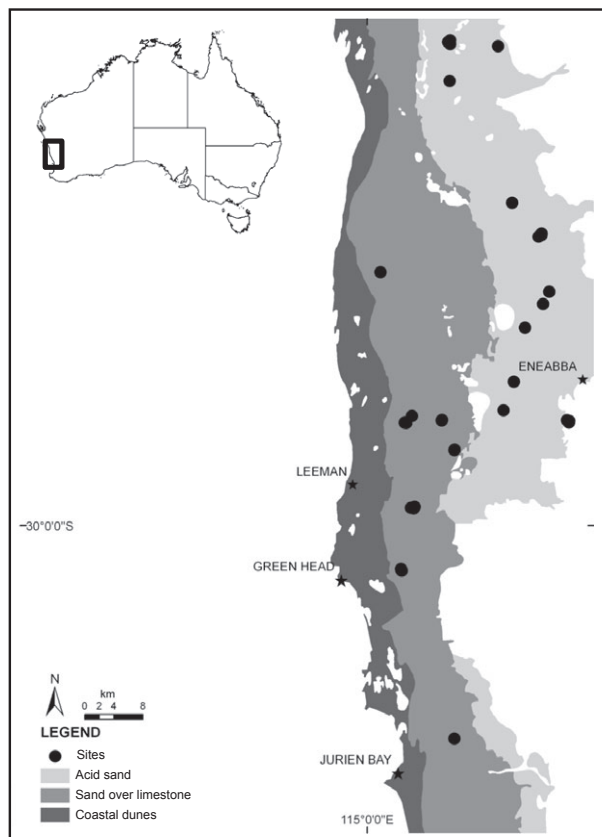 ENEABBA
LEEMAN
30°0'0"S
GREEN HEAD
N
km
0 2 4 8
LEGEND
Sites
Acid sand
Sand over limestone
Coastal dunes
JURIEN BAY
115°0'0"E